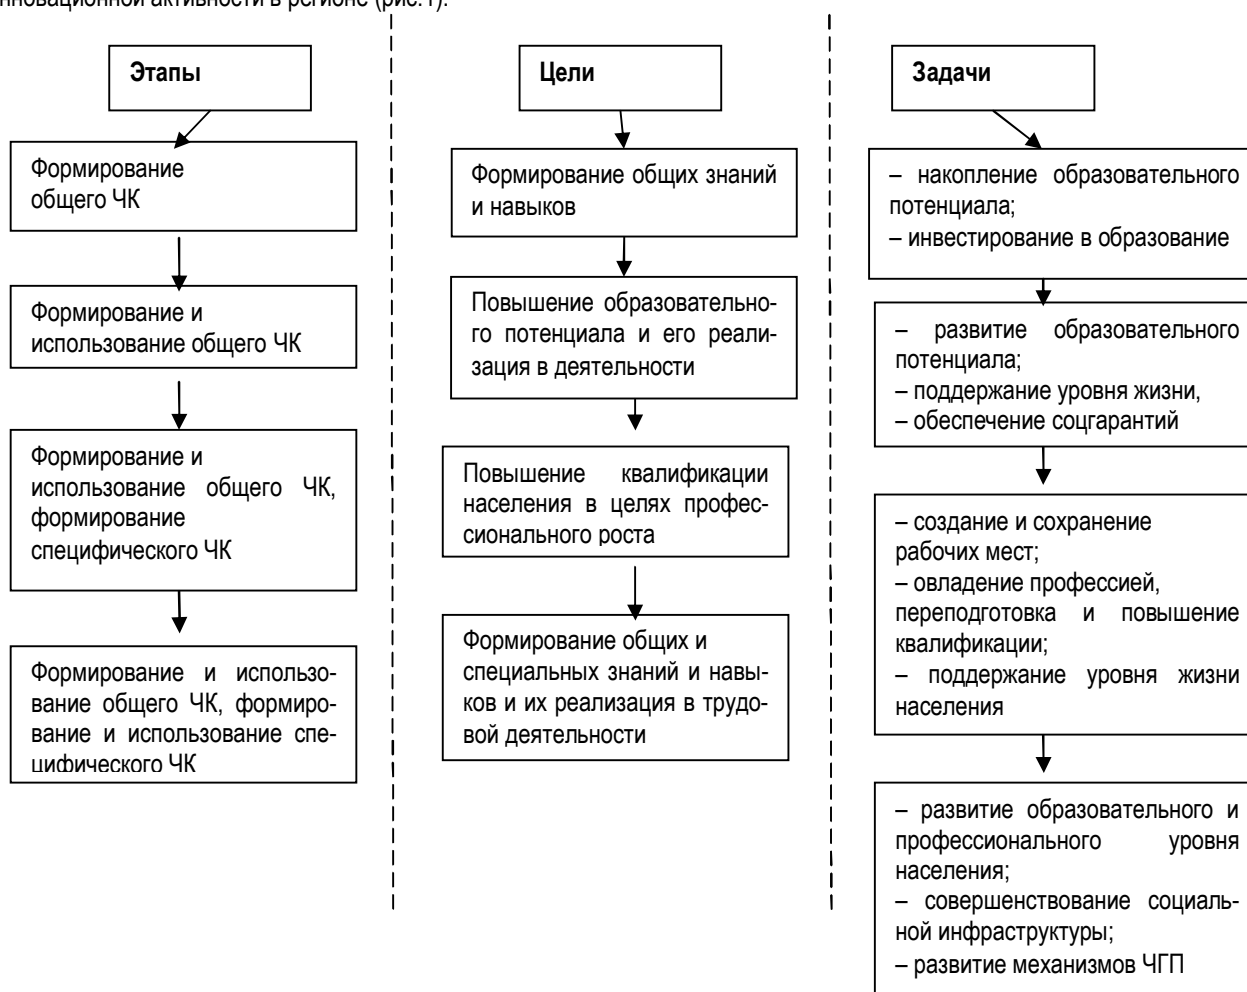 нновационной активности в регионе (рис.1).
Этапы
Формирование
общего ЧК
Формирование и
использование общего ЧК
Формирование и
использование общего ЧК,
формирование
специфического ЧК
Формирование и использо-
вание общего ЧК, формиро-
вание и использование спе-
цифического ЧК
Цели
Формирование общих знаний
и навыков
Повышение образовательно-
го потенциала и его реали-
зация в деятельности
Повышение квалификации
населения в целях профес-
сионального роста
Формирование общих и
специальных знаний и навы-
ков и их реализация в трудо-
вой деятельности
Задачи
– накопление образовательного
потенциала;
– инвестирование в образование
– развитие образовательного
потенциала;
– поддержание уровня жизни,
– обеспечение соцгарантий
– создание и сохранение
рабочих мест;
– овладение профессией,
переподготовка и повышение
квалификации;
– поддержание уровня жизни
населения
– развитие образовательного и
профессионального уровня
населения;
– совершенствование социаль-
ной инфраструктуры;
– развитие механизмов ЧГП